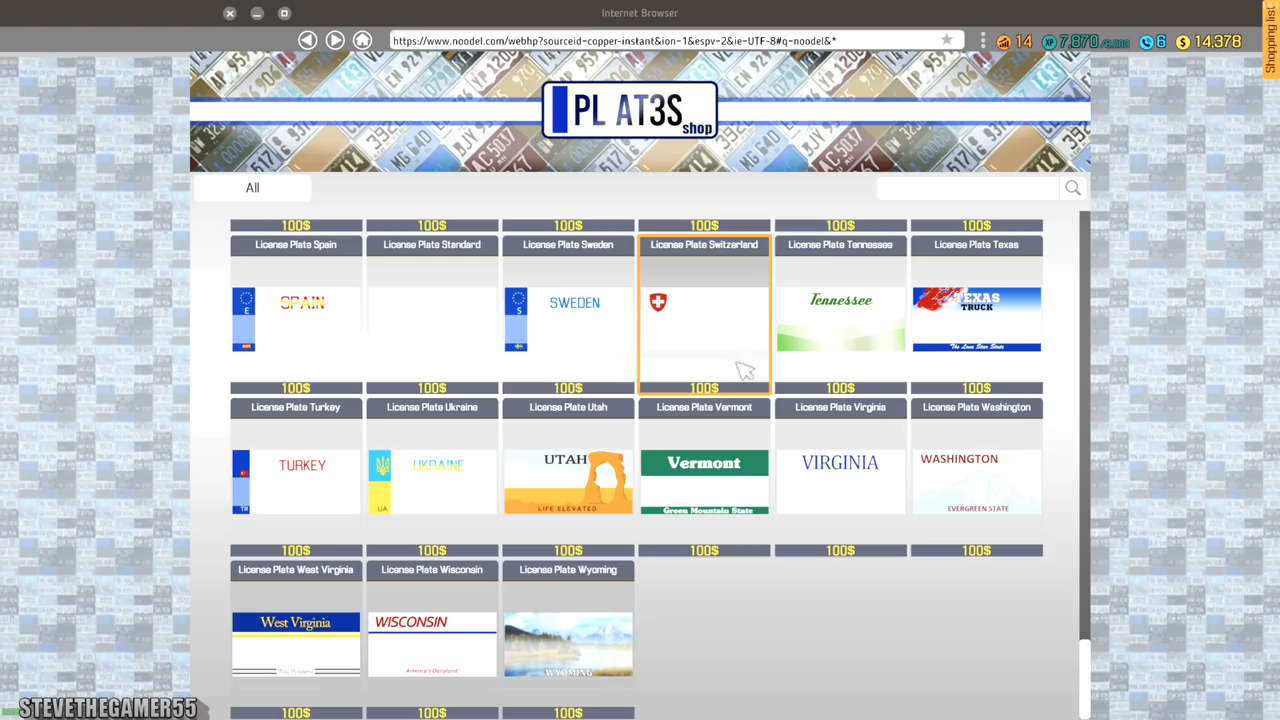 Internet Browser
https://www.noodel.com/webhp?sourceid-copper-instant&ion-1&espv-2&ie-UTF-8#q-noodel&*
14 XP 7,870/8,080 6 $ 14,378
Shopping list
PL AT3S
shop
All
100$ 100$ 100$ 100$ 100$ 100$
License Plate Spain License Plate Standard License Plate Sweden License Plate Switzerland License Plate Tennessee License Plate Texas
E SPAIN
S SWEDEN
Tennessee
TEXAS
TRUCK
The Lone Star State
100$ 100$ 100$ 100$ 100$ 100$
License Plate Turkey License Plate Ukraine License Plate Utah License Plate Vermont License Plate Virginia License Plate Washington
TR TURKEY
UA UKRAINE
UTAH
LIFE ELEVATED
Vermont
Green Mountain State
VIRGINIA
WASHINGTON
EVERGREEN STATE
100$ 100$ 100$ 100$ 100$ 100$
License Plate West Virginia License Plate Wisconsin License Plate Wyoming
West Virginia
WISCONSIN
America's Dairyland
WYOMING
100$ 100$ 100$
STEVETHEGAMER55